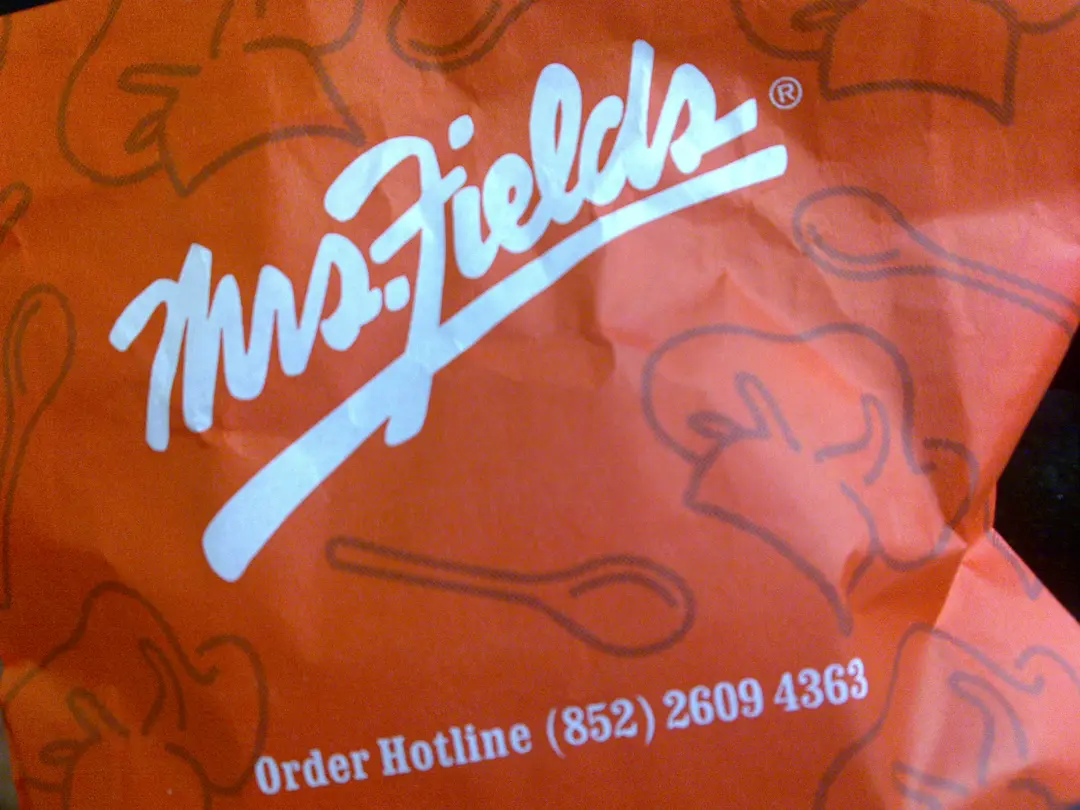 Mrs. Fields®
Order Hotline (852) 2609 4363